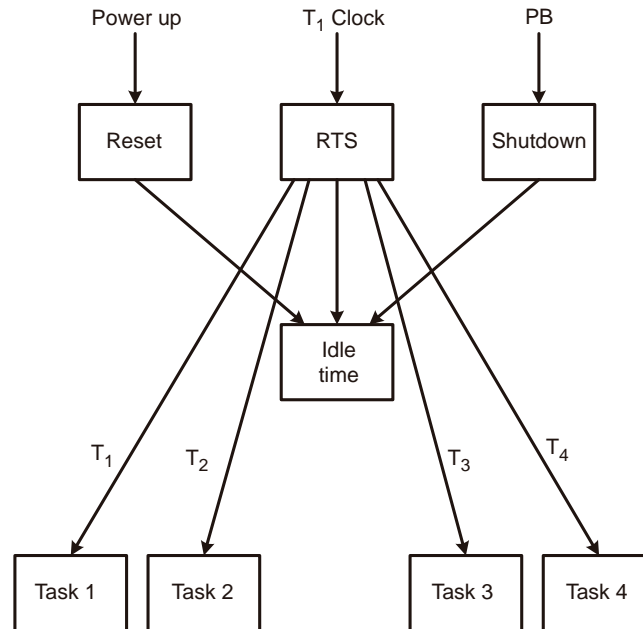 Power up
T₁ Clock
PB
Reset
RTS
Shutdown
Idle
time
T₁
T₂
T₃
T₄
Task 1
Task 2
Task 3
Task 4